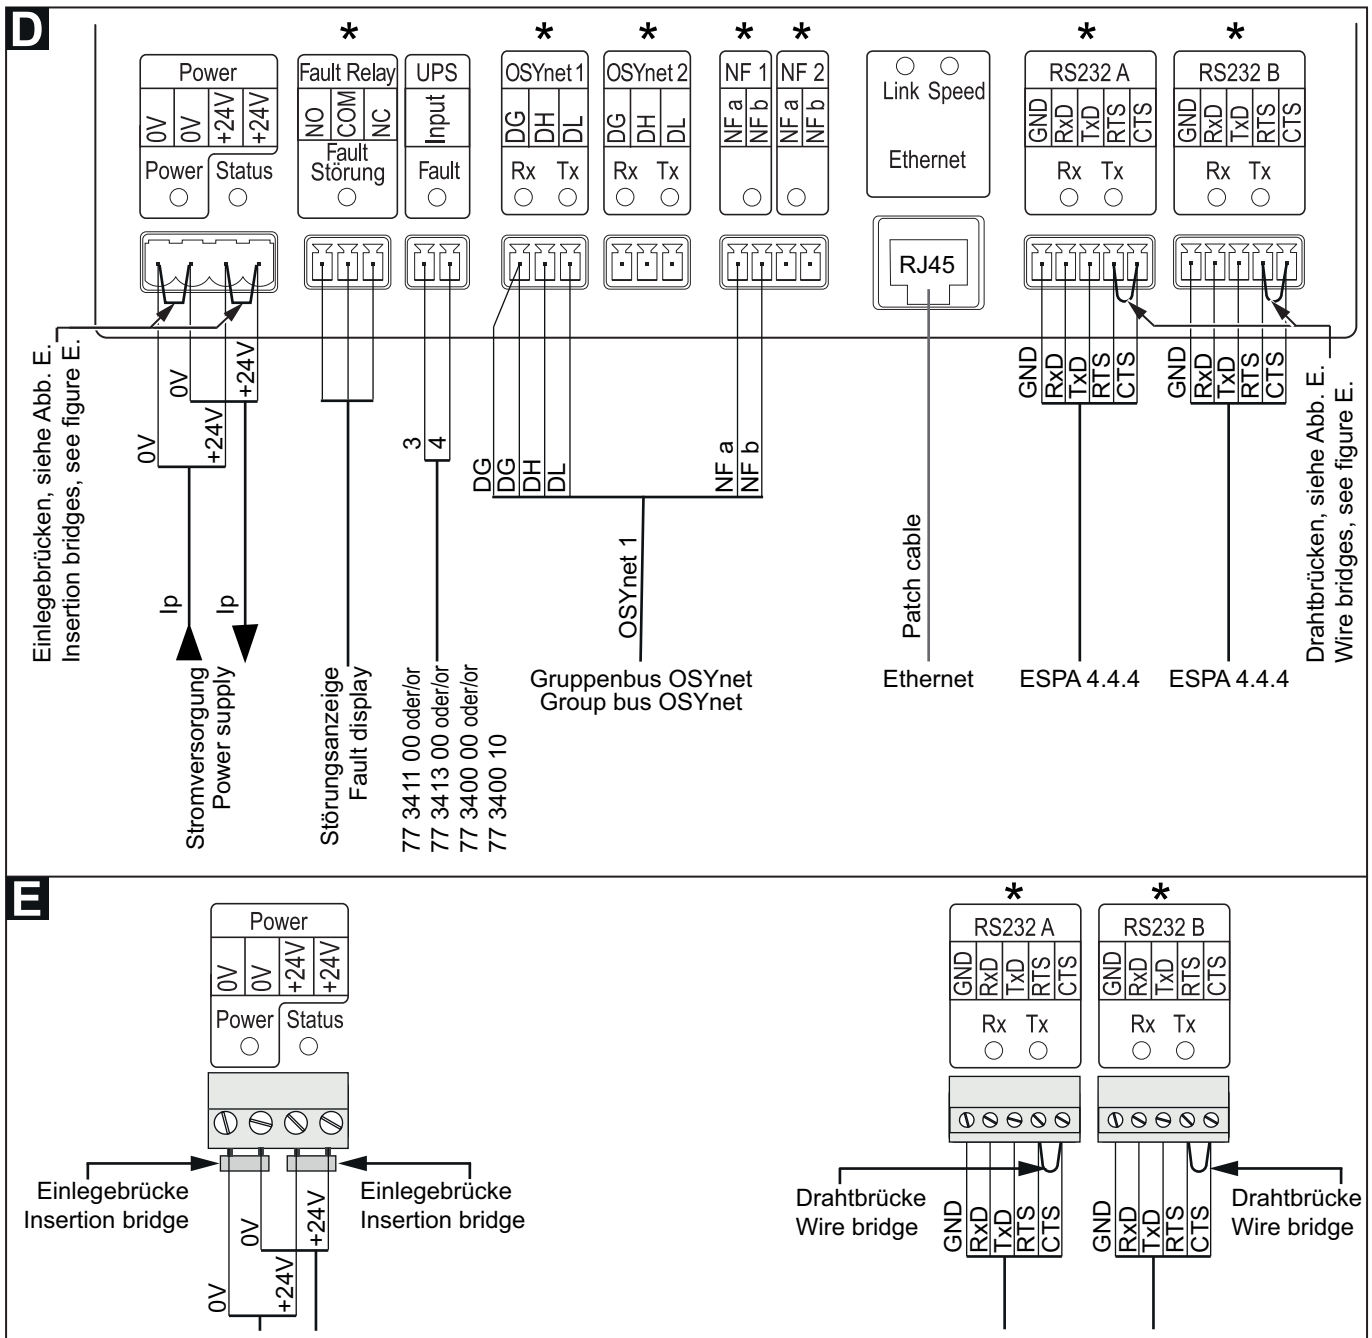 D
* * * * * * *
Power
0V 0V +24V +24V
Power Status
Fault Relay
NO COM NC
Fault
Störung
UPS
Input
Fault
OSYnet 1
DG DH DL
Rx Tx
OSYnet 2
DG DH DL
Rx Tx
NF 1
NF a NF b
NF 2
NF a NF b
Link Speed
Ethernet
RJ45
RS232 A
GND RxD TxD RTS CTS
Rx Tx
RS232 B
GND RxD TxD RTS CTS
Rx Tx
Einlegebrücken, siehe Abb. E.
Insertion bridges, see figure E.
0V
0V
+24V
+24V
Ip
Ip
Stromversorgung
Power supply
Störungsanzeige
Fault display
3
4
77 3411 00 oder/or
77 3413 00 oder/or
77 3400 00 oder/or
77 3400 10
DG DG DH DL
NF a NF b
OSYnet 1
Gruppenbus OSYnet
Group bus OSYnet
Patch cable
Ethernet
GND RxD TxD RTS CTS
ESPA 4.4.4
GND RxD TxD RTS CTS
ESPA 4.4.4
Drahtbrücken, siehe Abb. E.
Wire bridges, see figure E.
E
* *
Power
0V 0V +24V +24V
Power Status
Einlegebrücke
Insertion bridge
Einlegebrücke
Insertion bridge
0V
+24V
0V
+24V
RS232 A
GND RxD TxD RTS CTS
Rx Tx
RS232 B
GND RxD TxD RTS CTS
Rx Tx
Drahtbrücke
Wire bridge
GND RxD TxD RTS CTS
GND RxD TxD RTS CTS
Drahtbrücke
Wire bridge